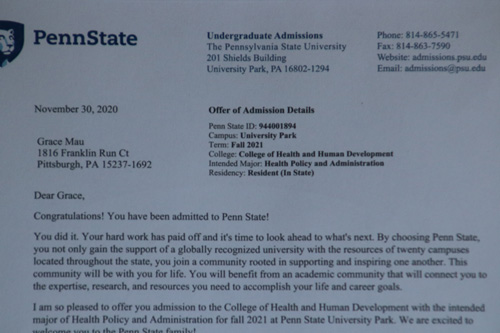 PennState
Undergraduate Admissions
The Pennsylvania State University
201 Shields Building
University Park, PA 16802-1294
Phone: 814-865-5471
Fax: 814-863-7590
Website: admissions.psu.edu
Email: admissions@psu.edu
November 30, 2020
Offer of Admission Details
Penn State ID: 944001894
Campus: University Park
Term: Fall 2021
College: College of Health and Human Development
Intended Major: Health Policy and Administration
Residency: Resident (In State)
Grace Mau
1816 Franklin Run Ct
Pittsburgh, PA 15237-1692
Dear Grace,
Congratulations! You have been admitted to Penn State!
You did it. Your hard work has paid off and it's time to look ahead to what's next. By choosing Penn State,
you not only gain the support of a globally recognized university with the resources of twenty campuses
located throughout the state, you join a community rooted in supporting and inspiring one another. This
community will be with you for life. You will benefit from an academic community that will connect you to
the expertise, research, and resources you need to accomplish your life and career goals.
I am so pleased to offer you admission to the College of Health and Human Development with the intended
major of Health Policy and Administration for fall 2021 at Penn State University Park. We are excited to
welcome you to the Penn State family!